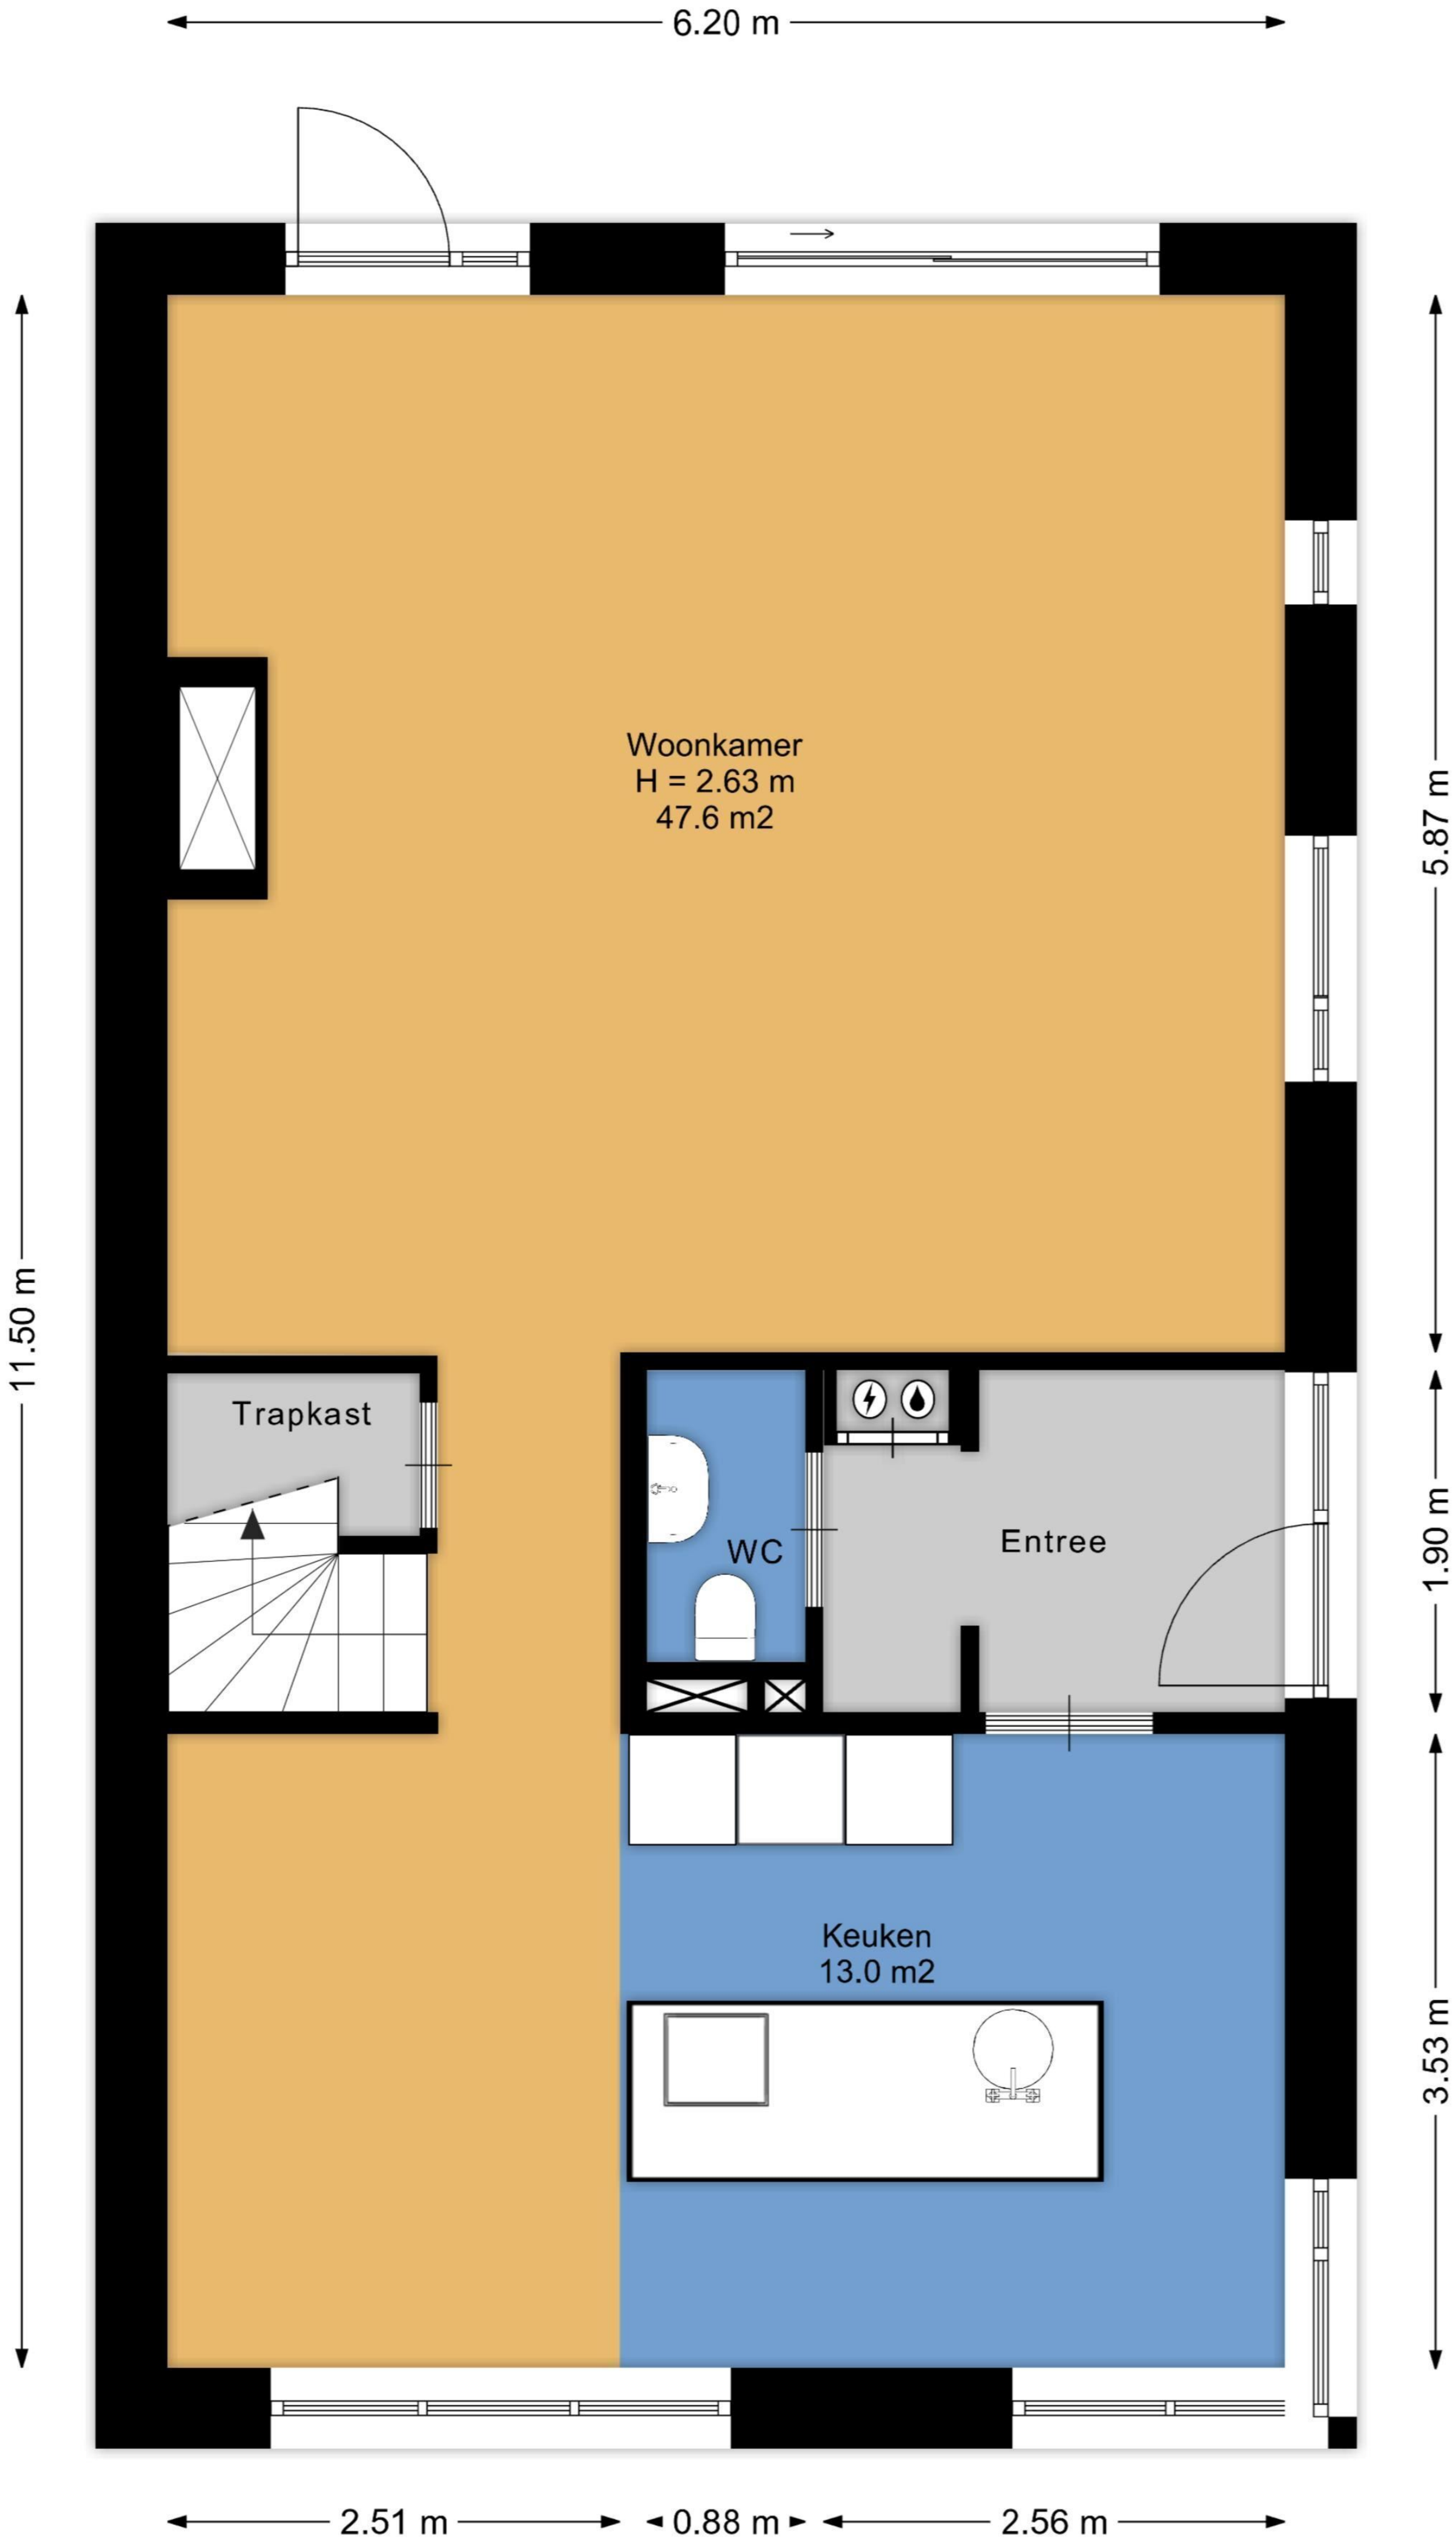 6.20 m
Woonkamer
H = 2.63 m
47.6 m2
5.87 m
11.50 m
Trapkast
WC
Entree
1.90 m
Keuken
13.0 m2
3.53 m
2.51 m
0.88 m
2.56 m